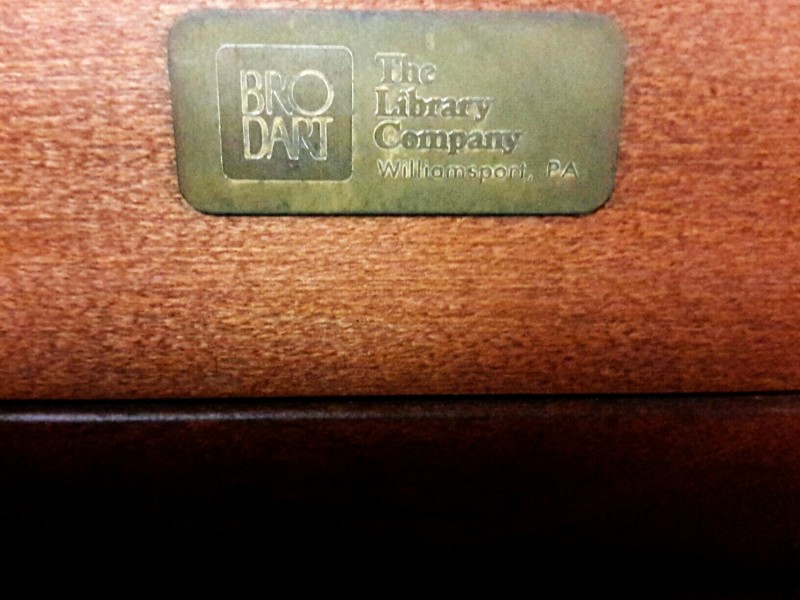 BRO
DART
The
Library
Company
Williamsport, PA